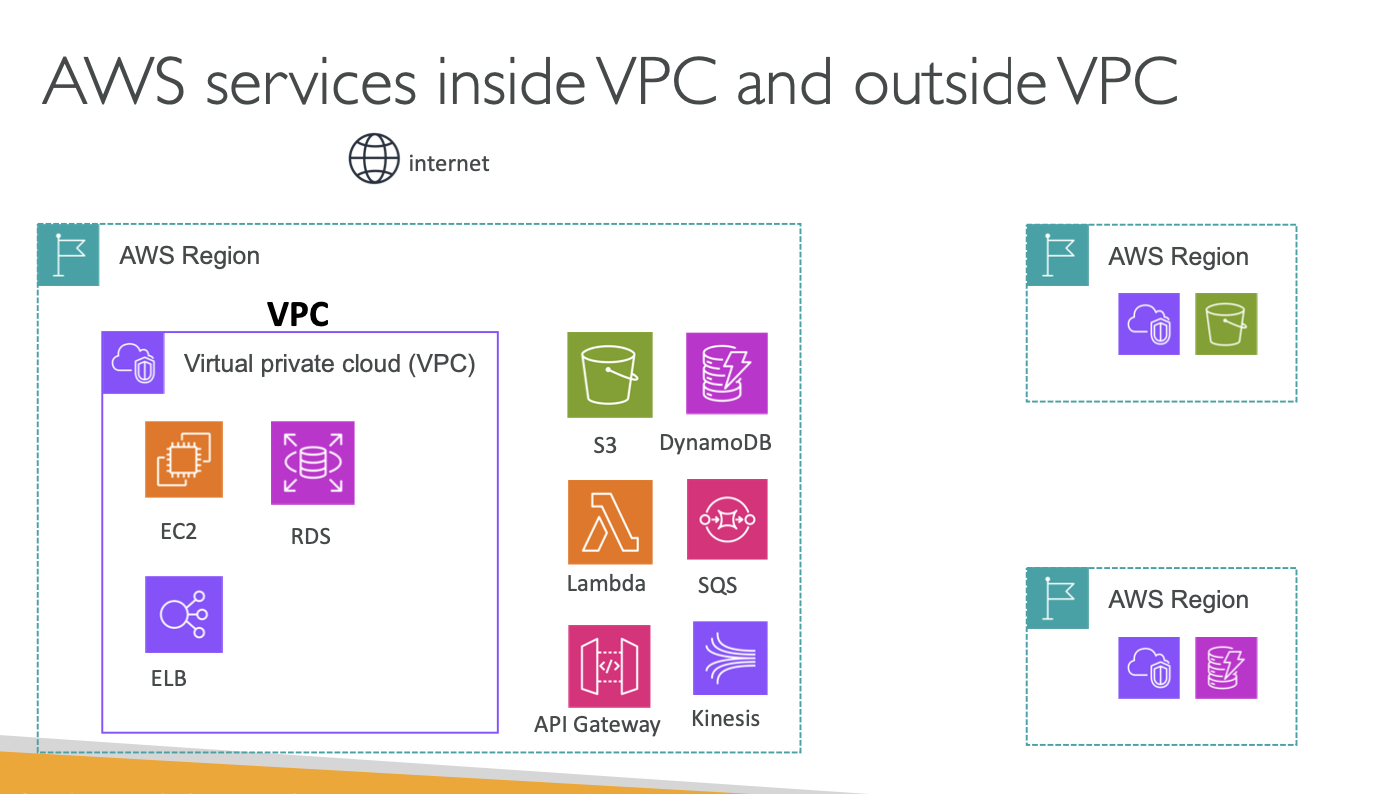 AWS services inside VPC and outside VPC
internet
AWS Region
VPC
Virtual private cloud (VPC)
EC2
RDS
ELB
S3
DynamoDB
Lambda
SQS
API Gateway
Kinesis
AWS Region
AWS Region